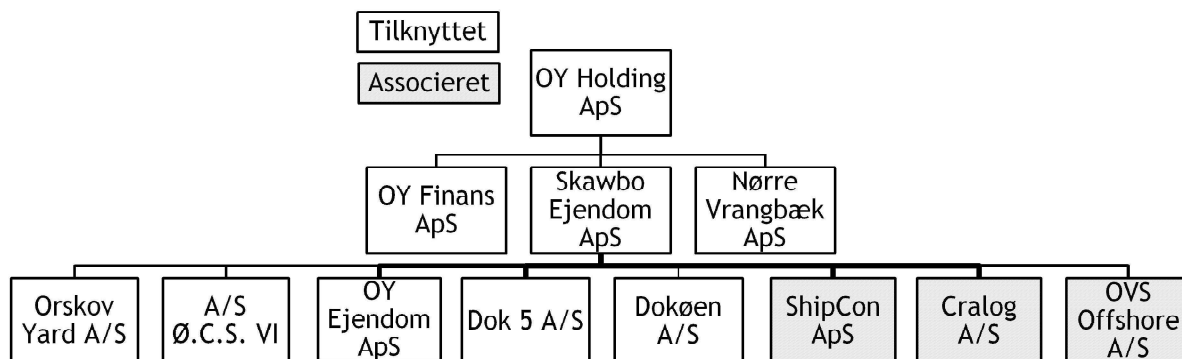 Tilknyttet
Associeret
OY Holding
ApS
OY Finans
ApS
Skawbo
Ejendom
ApS
Nørre
Vrangbæk
ApS
Orskov
Yard A/S
A/S
Ø.C.S. VI
OY
Ejendom
ApS
Dok 5 A/S
Dokøen
A/S
ShipCon
ApS
Cralog
A/S
OVS
Offshore
A/S